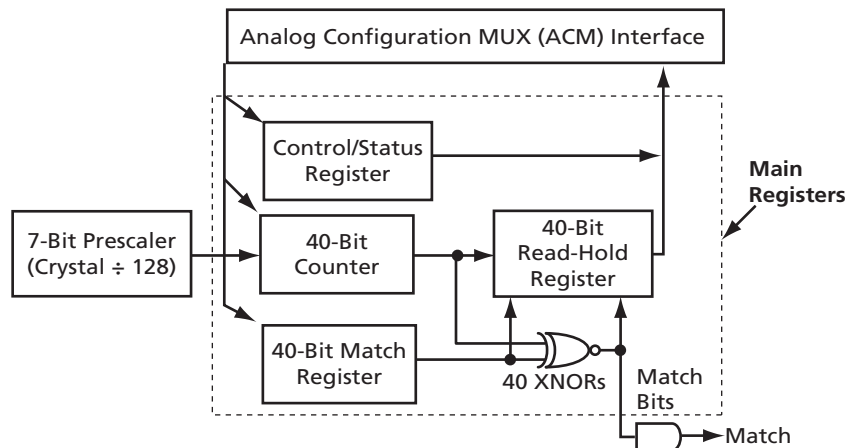 Analog Configuration MUX (ACM) Interface
Control/Status
Register
Main
Registers
7-Bit Prescaler
(Crystal ÷ 128)
40-Bit
Counter
40-Bit
Read-Hold
Register
40-Bit Match
Register
40 XNORs
Match
Bits
Match